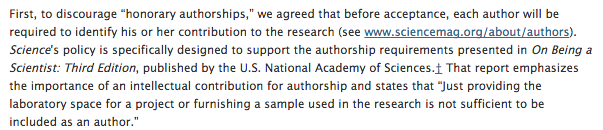 First, to discourage “honorary authorships,” we agreed that before acceptance, each author will be
required to identify his or her contribution to the research (see www.sciencemag.org/about/authors).
Science's policy is specifically designed to support the authorship requirements presented in On Being a
Scientist: Third Edition, published by the U.S. National Academy of Sciences.† That report emphasizes
the importance of an intellectual contribution for authorship and states that “Just providing the
laboratory space for a project or furnishing a sample used in the research is not sufficient to be
included as an author.”